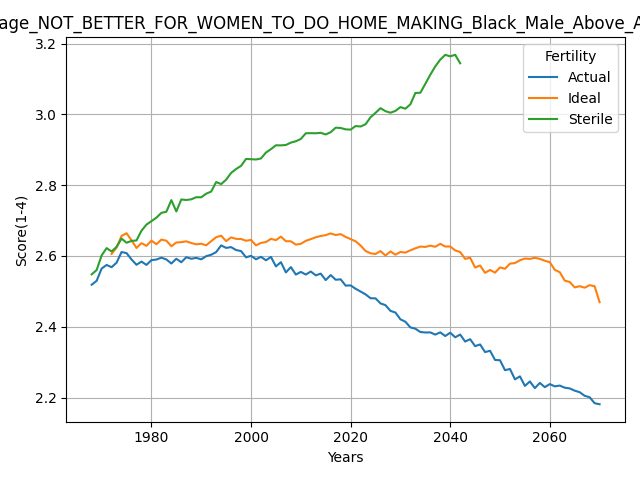 age_NOT_BETTER_FOR_WOMEN_TO_DO_HOME_MAKING_Black_Male_Above_A
3.2
3.0
2.8
2.6
2.4
2.2
Score(1-4)
Fertility
Actual
Ideal
Sterile
1980
2000
2020
2040
2060
Years